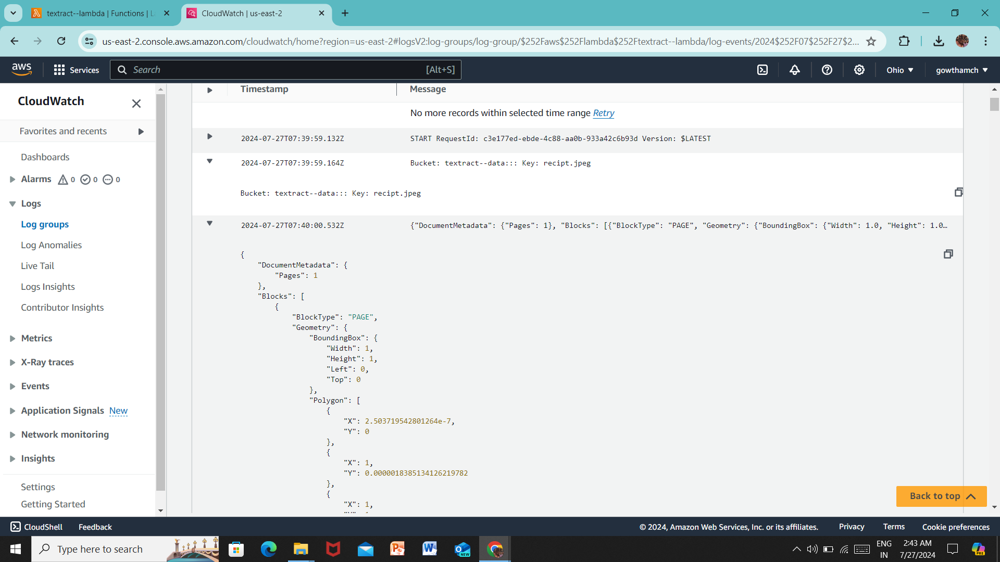 textract--lambda | Functions | L
CloudWatch | us-east-2
us-east-2.console.aws.amazon.com/cloudwatch/home?region=us-east-2#logsV2:log-groups/log-group/$252Faws$252Flambda$252Ftextract--lambda/log-events/2024$252F07$252F27$2...
aws
Services
Search
[Alt+S]
Ohio
gowthamch
CloudWatch
Favorites and recents
Dashboards
Alarms 0 0 0
Logs
Log groups
Log Anomalies
Live Tail
Logs Insights
Contributor Insights
Metrics
X-Ray traces
Events
Application Signals New
Network monitoring
Insights
Settings
Getting Started
Timestamp Message
No more records within selected time range Retry
2024-07-27T07:39:59.132Z START RequestId: c3e177ed-ebde-4c88-aa0b-933a42c6b93d Version: $LATEST
2024-07-27T07:39:59.164Z Bucket: textract--data::: Key: recipt.jpeg
Bucket: textract--data::: Key: recipt.jpeg
2024-07-27T07:40:00.532Z {"DocumentMetadata": {"Pages": 1}, "Blocks": [{"BlockType": "PAGE", "Geometry": {"BoundingBox": {"Width": 1.0, "Height": 1.0…
{
"DocumentMetadata": {
"Pages": 1
},
"Blocks": [
{
"BlockType": "PAGE",
"Geometry": {
"BoundingBox": {
"Width": 1,
"Height": 1,
"Left": 0,
"Top": 0
},
"Polygon": [
{
"X": 2.503719542801264e-7,
"Y": 0
},
{
"X": 1,
"Y": 0.0000018385134126219782
},
{
"X": 1,
Back to top
CloudShell
Feedback
© 2024, Amazon Web Services, Inc. or its affiliates.
Privacy
Terms
Cookie preferences
Type here to search
NEW
ENG
IN
2:43 AM
7/27/2024
PRE